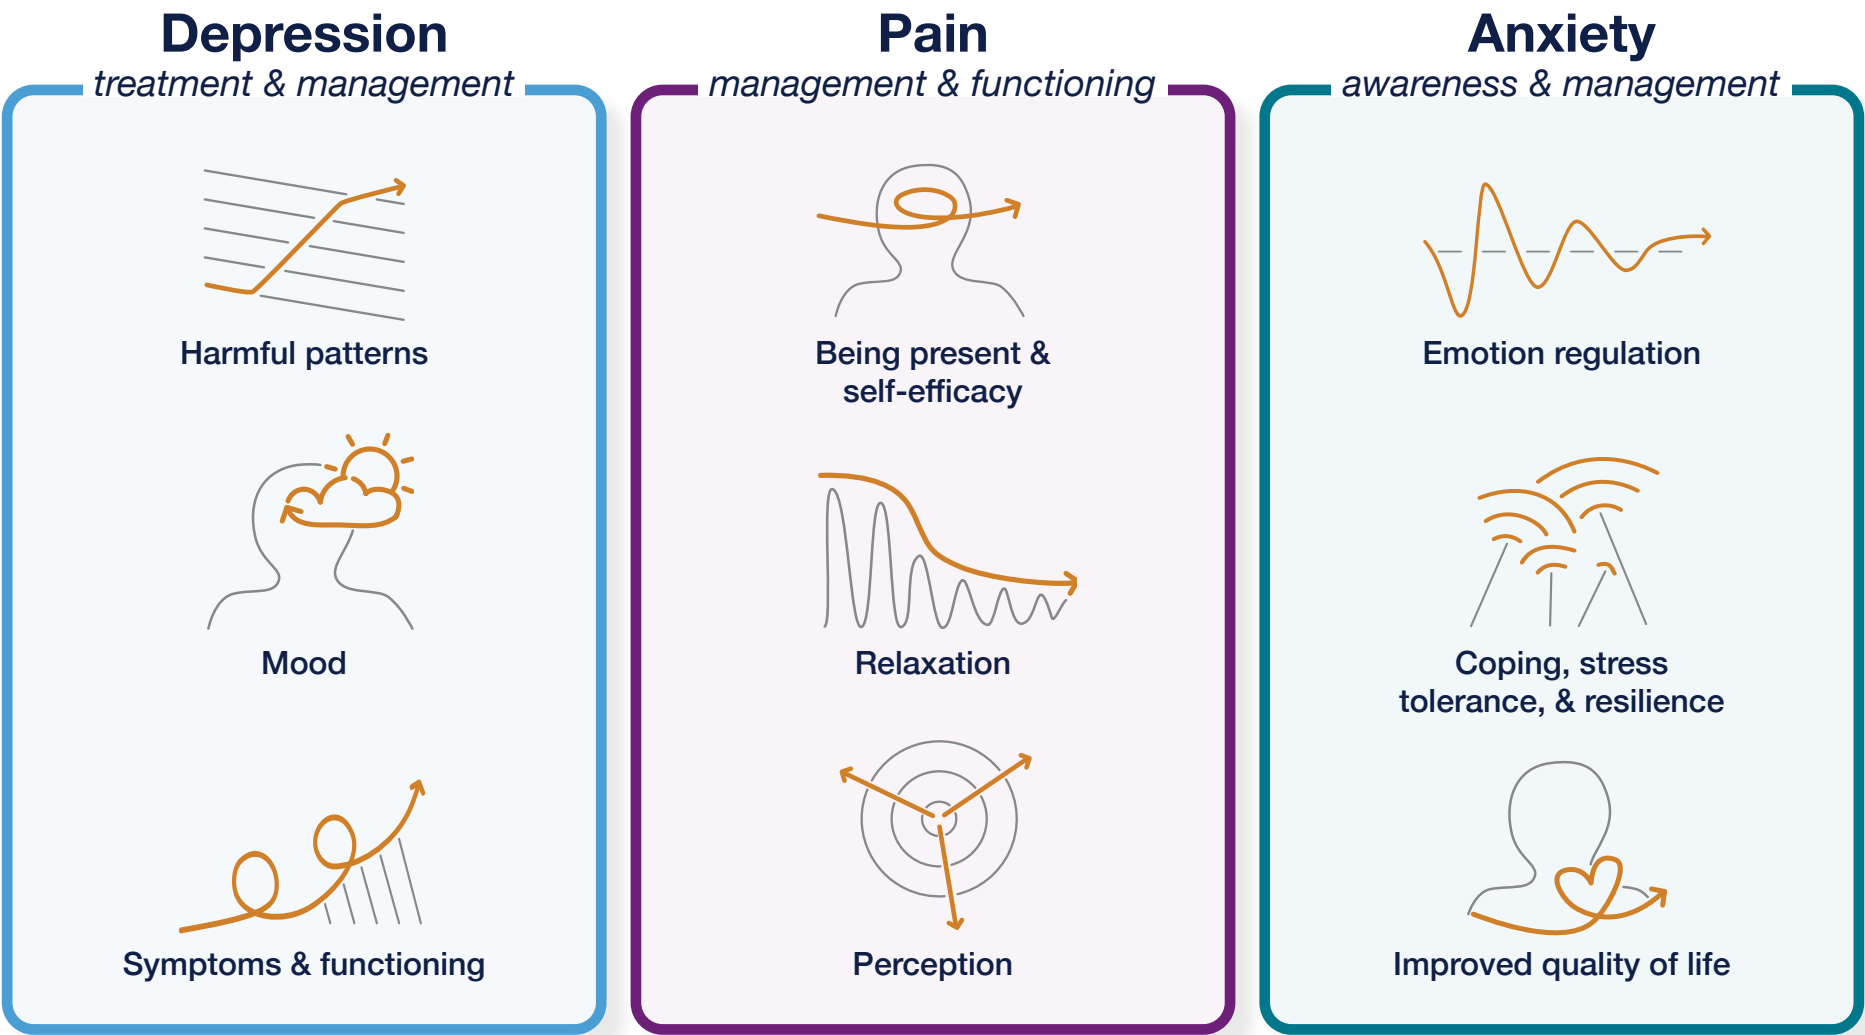 Depression
treatment & management
Harmful patterns
Mood
Symptoms & functioning
Pain
management & functioning
Being present &
self-efficacy
Relaxation
Perception
Anxiety
awareness & management
Emotion regulation
Coping, stress
tolerance, & resilience
Improved quality of life